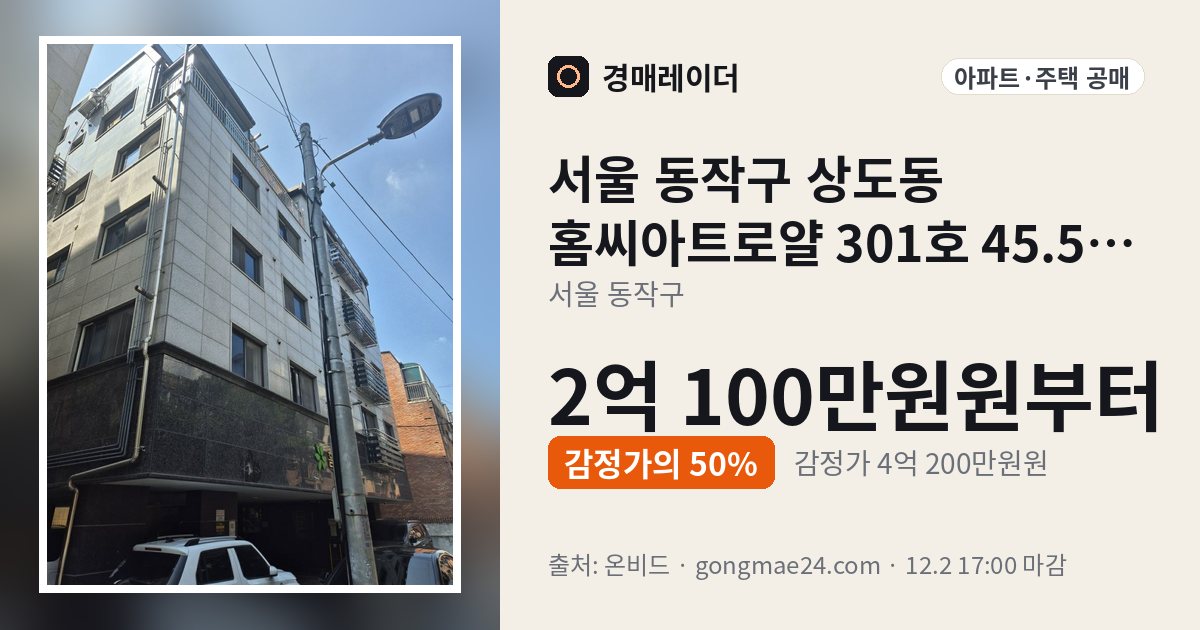 경매레이더
아파트·주택 공매
서울 동작구 상도동
홈씨아트로얄 301호 45.5…
서울 동작구
2억 100만원원부터
감정가의 50%
감정가 4억 200만원원
출처: 온비드 · gongmae24.com · 12.2 17:00 마감